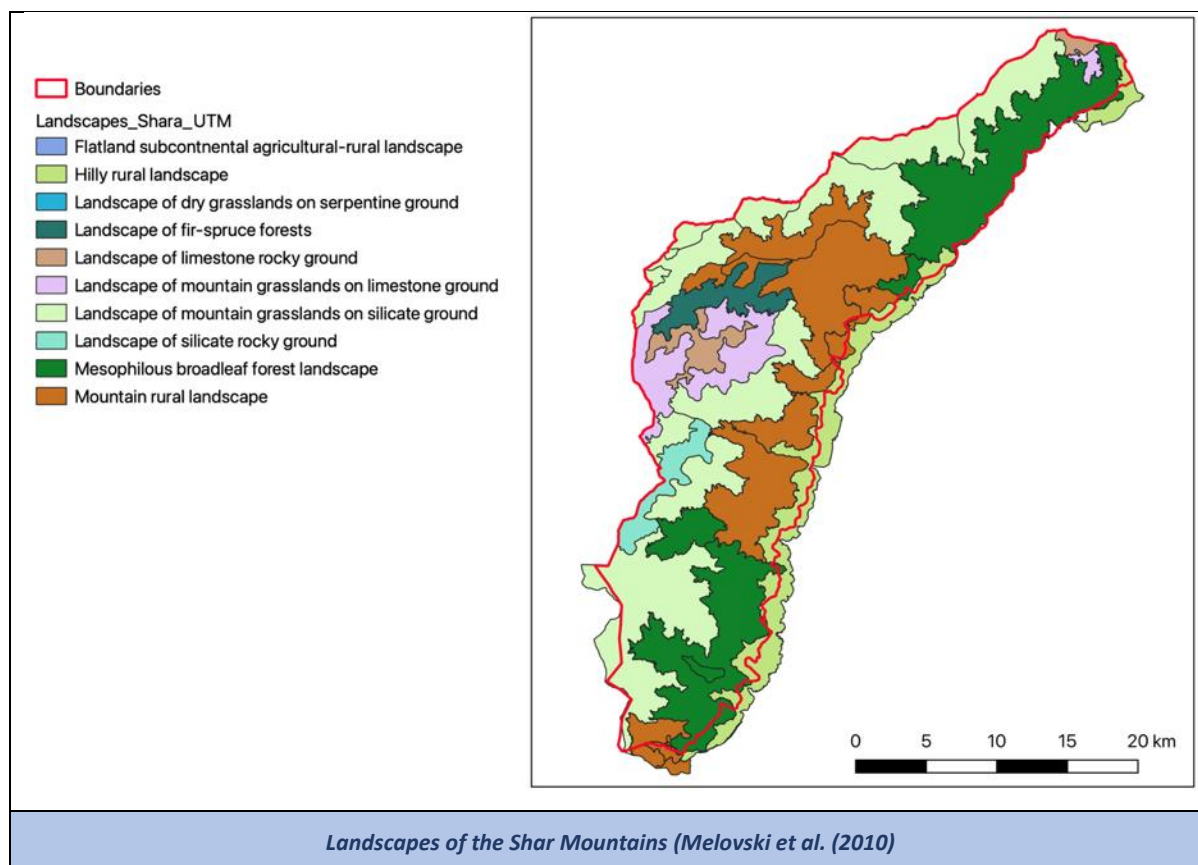 Boundaries
Landscapes_Shara_UTM
Flatland subcontnental agricultural-rural landscape
Hilly rural landscape
Landscape of dry grasslands on serpentine ground
Landscape of fir-spruce forests
Landscape of limestone rocky ground
Landscape of mountain grasslands on limestone ground
Landscape of mountain grasslands on silicate ground
Landscape of silicate rocky ground
Mesophilous broadleaf forest landscape
Mountain rural landscape
0 5 10 15 20 km
Landscapes of the Shar Mountains (Melovski et al. (2010)